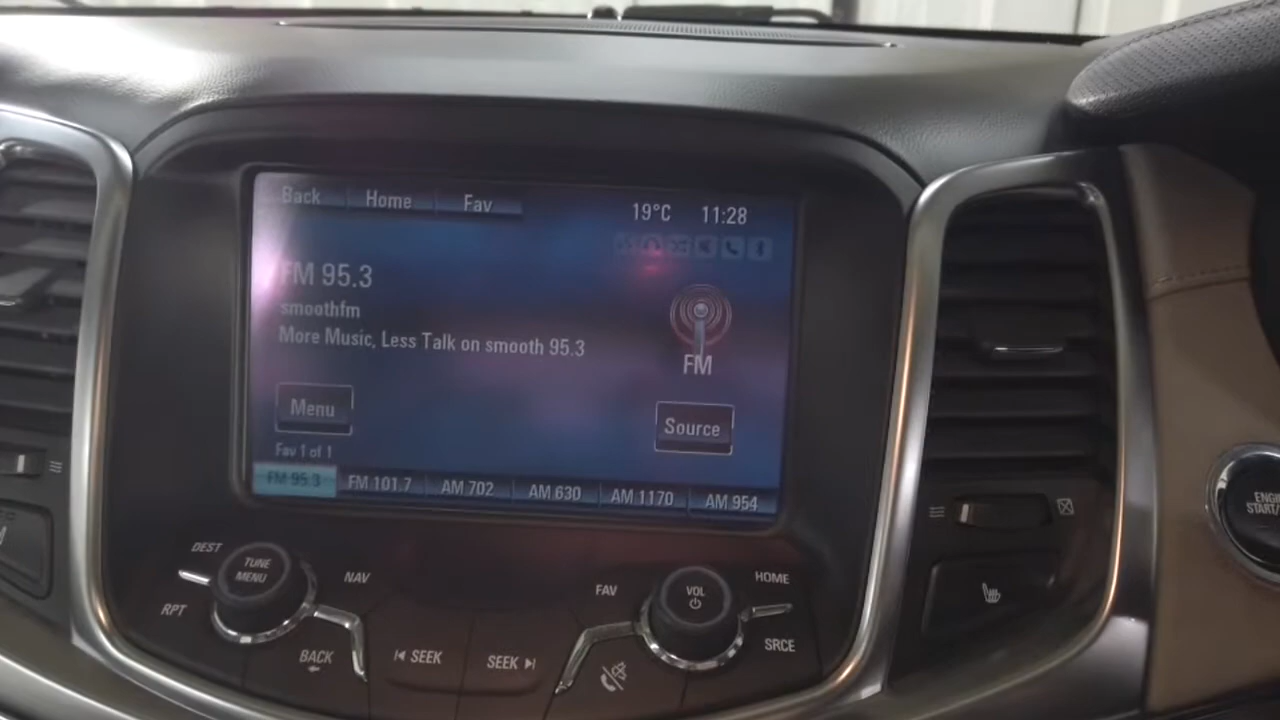 Back Home Fav 19°C 11:28
FM 95.3
smoothfm
More Music, Less Talk on smooth 95.3
FM
Menu Source
Fav 1 of 1
FM 95.3 FM 101.7 AM 702 AM 630 AM 1170 AM 954
DEST TUNE MENU NAV RPT BACK
SEEK SEEK
FAV VOL HOME SRCE
START/